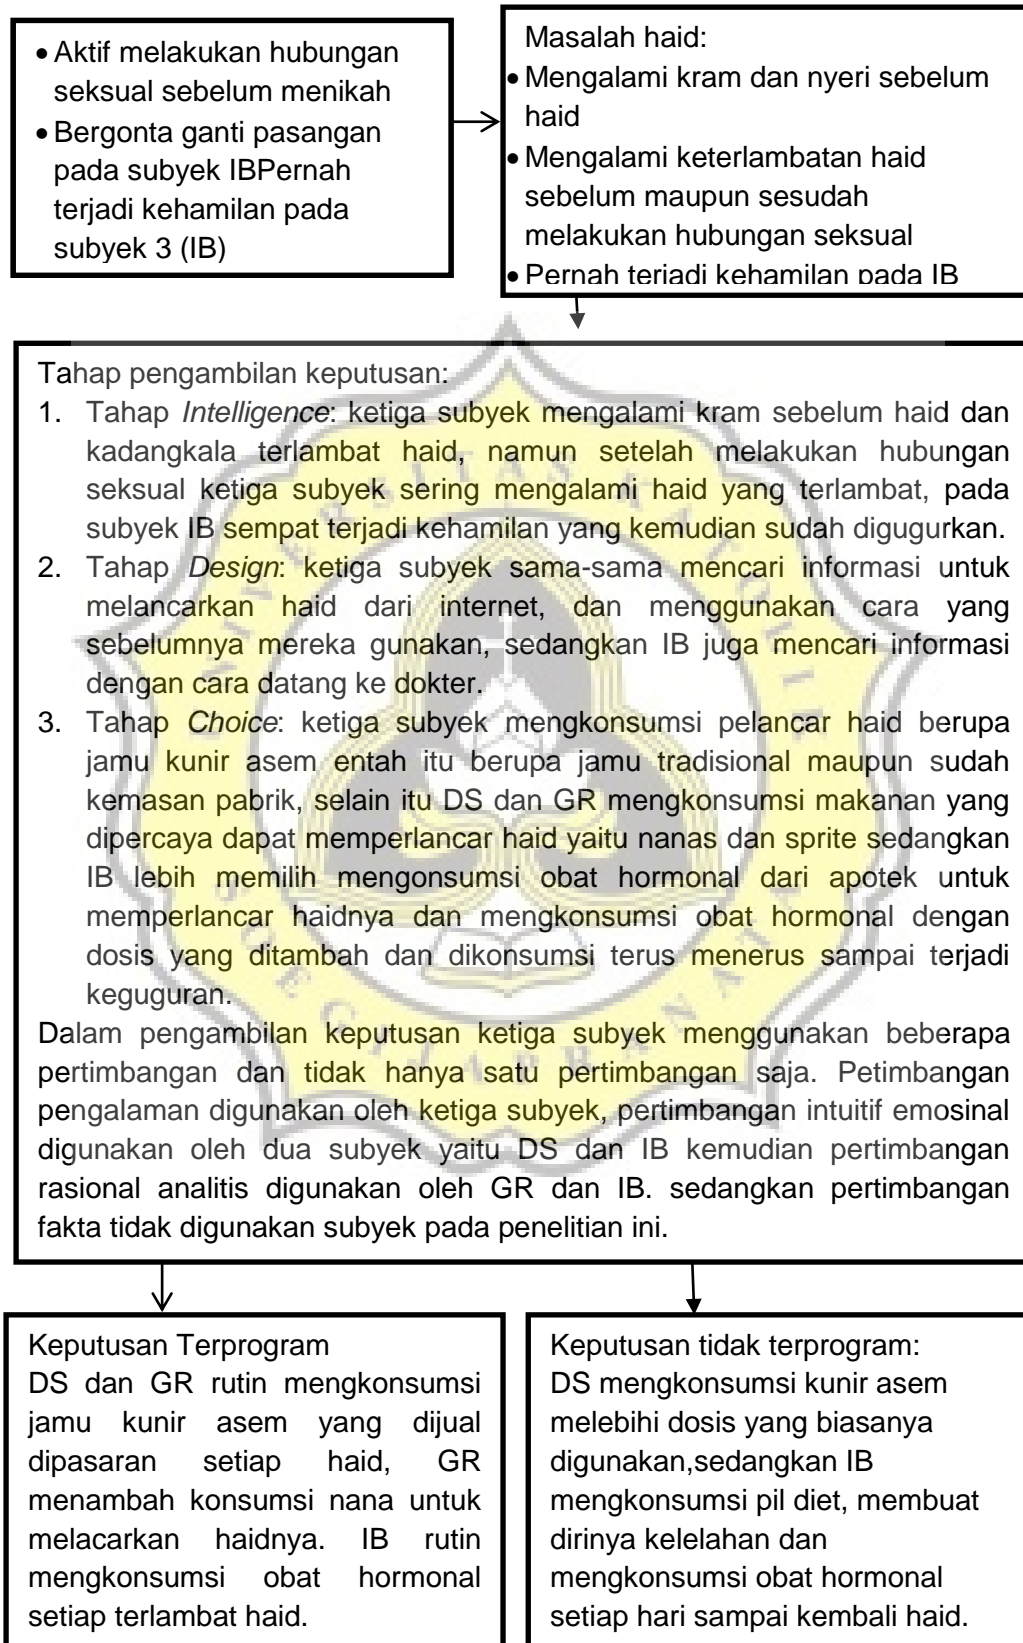 • Aktif melakukan hubungan
seksual sebelum menikah
• Bergonta ganti pasangan
pada subyek IBPernah
terjadi kehamilan pada
subyek 3 (IB)
Masalah haid:
• Mengalami kram dan nyeri sebelum
haid
• Mengalami keterlambatan haid
sebelum maupun sesudah
melakukan hubungan seksual
• Pernah terjadi kehamilan pada IB
Tahap pengambilan keputusan:
1. Tahap Intelligence: ketiga subyek mengalami kram sebelum haid dan
kadangkala terlambat haid, namun setelah melakukan hubungan
seksual ketiga subyek sering mengalami haid yang terlambat, pada
subyek IB sempat terjadi kehamilan yang kemudian sudah digugurkan.
2. Tahap Design: ketiga subyek sama-sama mencari informasi untuk
melancarkan haid dari internet, dan menggunakan cara yang
sebelumnya mereka gunakan, sedangkan IB juga mencari informasi
dengan cara datang ke dokter.
3. Tahap Choice: ketiga subyek mengkonsumsi pelancar haid berupa
jamu kunir asem entah itu berupa jamu tradisional maupun sudah
kemasan pabrik, selain itu DS dan GR mengkonsumsi makanan yang
dipercaya dapat memperlancar haid yaitu nanas dan sprite sedangkan
IB lebih memilih mengonsumsi obat hormonal dari apotek untuk
memperlancar haidnya dan mengkonsumsi obat hormonal dengan
dosis yang ditambah dan dikonsumsi terus menerus sampai terjadi
keguguran.
Dalam pengambilan keputusan ketiga subyek menggunakan beberapa
pertimbangan dan tidak hanya satu pertimbangan saja. Petimbangan
pengalaman digunakan oleh ketiga subyek, pertimbangan intuitif emosinal
digunakan oleh dua subyek yaitu DS dan IB kemudian pertimbangan
rasional analitis digunakan oleh GR dan IB. sedangkan pertimbangan
fakta tidak digunakan subyek pada penelitian ini.
Keputusan Terprogram
DS dan GR rutin mengkonsumsi
jamu kunir asem yang dijual
dipasaran setiap haid, GR
menambah konsumsi nana untuk
melacarkan haidnya. IB rutin
mengkonsumsi obat hormonal
setiap terlambat haid.
Keputusan tidak terprogram:
DS mengkonsumsi kunir asem
melebihi dosis yang biasanya
digunakan,sedangkan IB
mengkonsumsi pil diet, membuat
dirinya kelelahan dan
mengkonsumsi obat hormonal
setiap hari sampai kembali haid.
UNIVERSITAS KATOLIK
SOEGIJAPRANATA